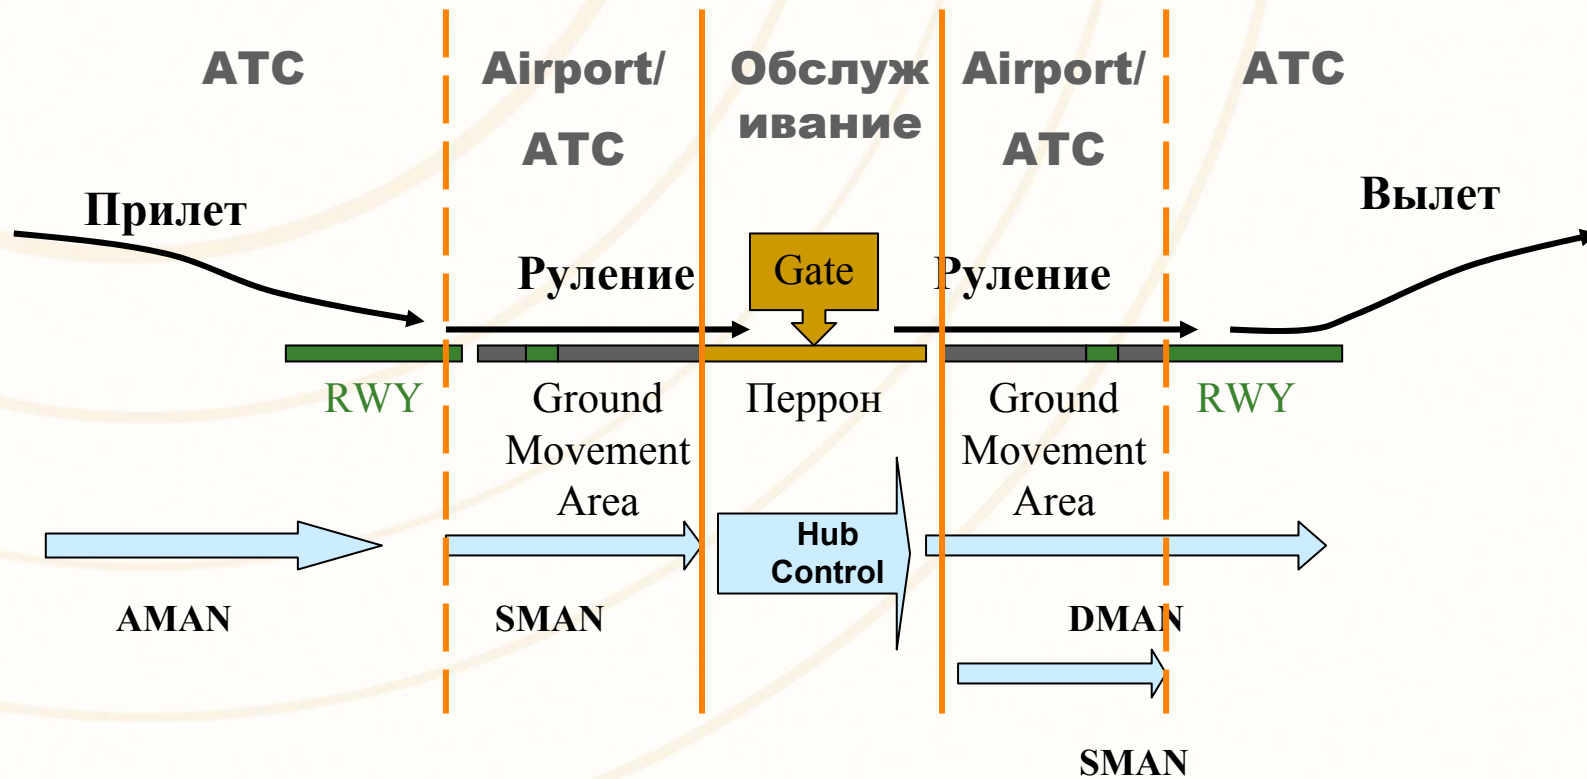 ATC
Airport/
ATC
Обслуж
ивание
Airport/
ATC
ATC
Прилет
Вылет
Руление
Gate
Руление
RWY
Ground
Movement
Area
Перрон
Ground
Movement
Area
RWY
Hub
Control
AMAN
SMAN
DMAN
SMAN